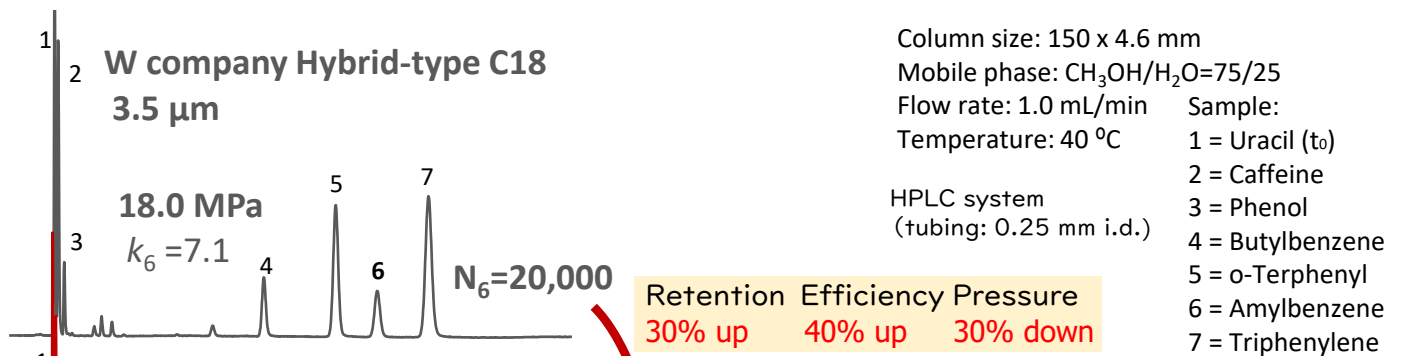 1
2
W company Hybrid-type C18
3.5 µm
18.0 MPa
k₆ =7.1
3
4
5
6
7
N₆=20,000
Column size: 150 x 4.6 mm
Mobile phase: CH₃OH/H₂O=75/25
Flow rate: 1.0 mL/min
Temperature: 40 ⁰C
HPLC system
(tubing: 0.25 mm i.d.)
Sample:
1 = Uracil (t₀)
2 = Caffeine
3 = Phenol
4 = Butylbenzene
5 = o-Terphenyl
6 = Amylbenzene
7 = Triphenylene
Retention Efficiency Pressure
30% up 40% up 30% down